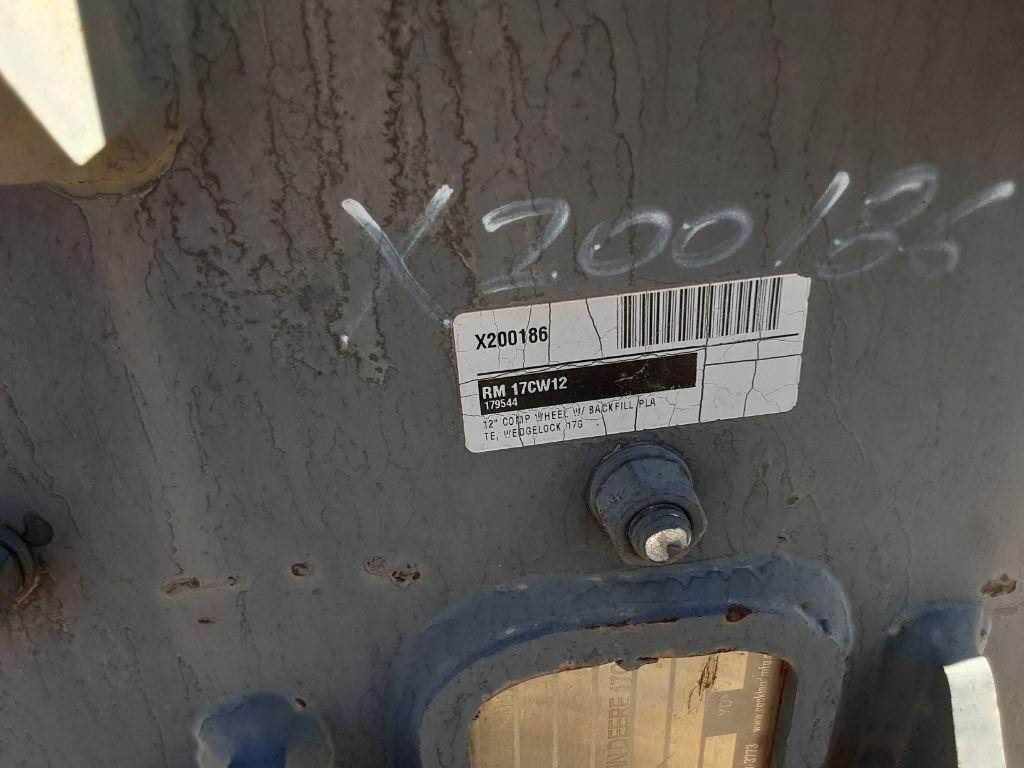 X200186
X200186
RM 17CW12
179544
12" COMP WHEEL W/ BACKFILL PLA
TE, WEDGELOCK 17G